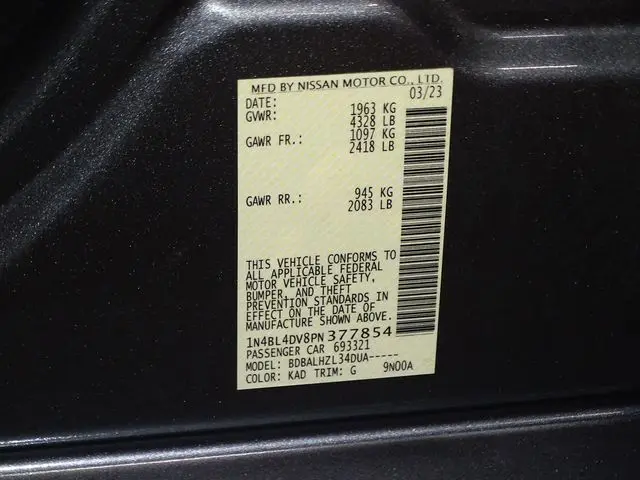 MFD BY NISSAN MOTOR CO., LTD.
DATE: 03/23
GVWR: 1963 KG
4328 LB
GAWR FR.: 1097 KG
2418 LB
GAWR RR.: 945 KG
2083 LB
THIS VEHICLE CONFORMS TO
ALL APPLICABLE FEDERAL
MOTOR VEHICLE SAFETY,
BUMPER, AND THEFT
PREVENTION STANDARDS IN
EFFECT ON THE DATE OF
MANUFACTURE SHOWN ABOVE.
1N4BL4DV8PN377854
PASSENGER CAR 693321
MODEL: BDBALHZL34DUA-----
COLOR: KAD TRIM: G 9N00A